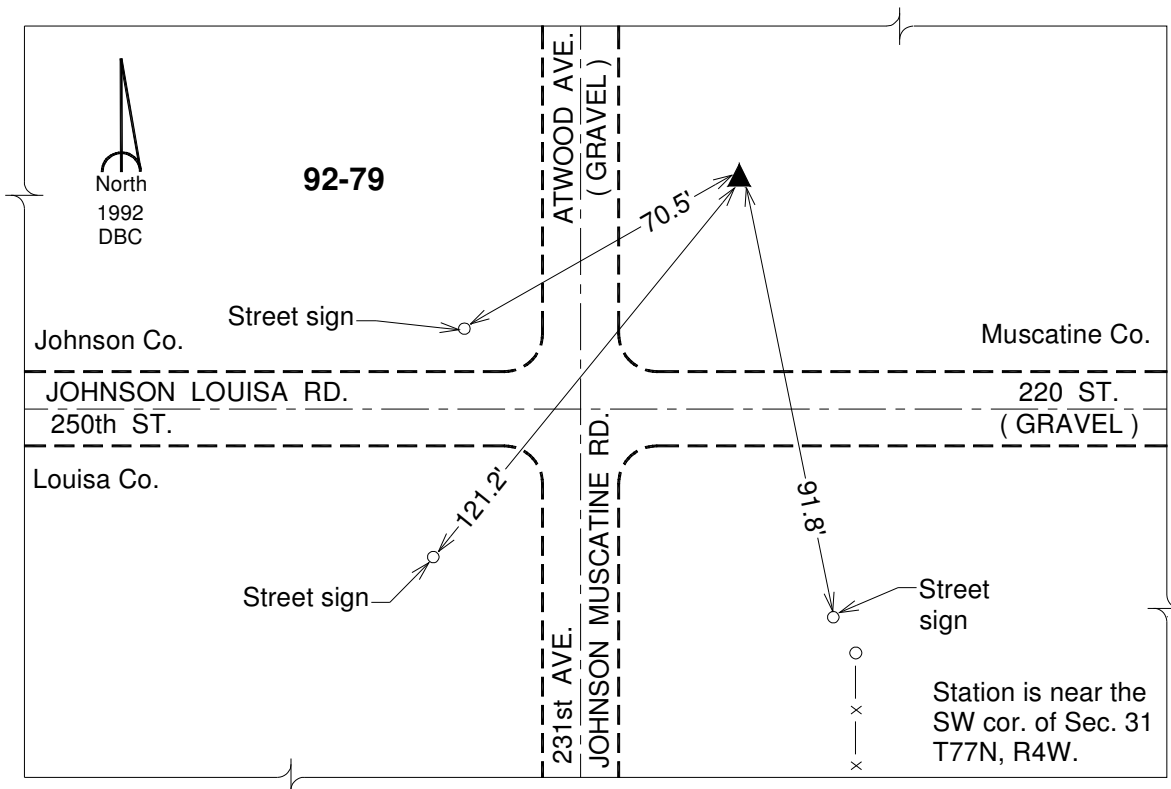 ATWOOD AVE.
( GRAVEL )
North
1992
DBC
92-79
70.5'
Street sign
Johnson Co.
Muscatine Co.
JOHNSON LOUISA RD.
220 ST.
250th ST.
( GRAVEL )
Louisa Co.
121.2'
91.8'
Street sign
Street
sign
231st AVE.
JOHNSON MUSCATINE RD.
Station is near the
SW cor. of Sec. 31
T77N, R4W.